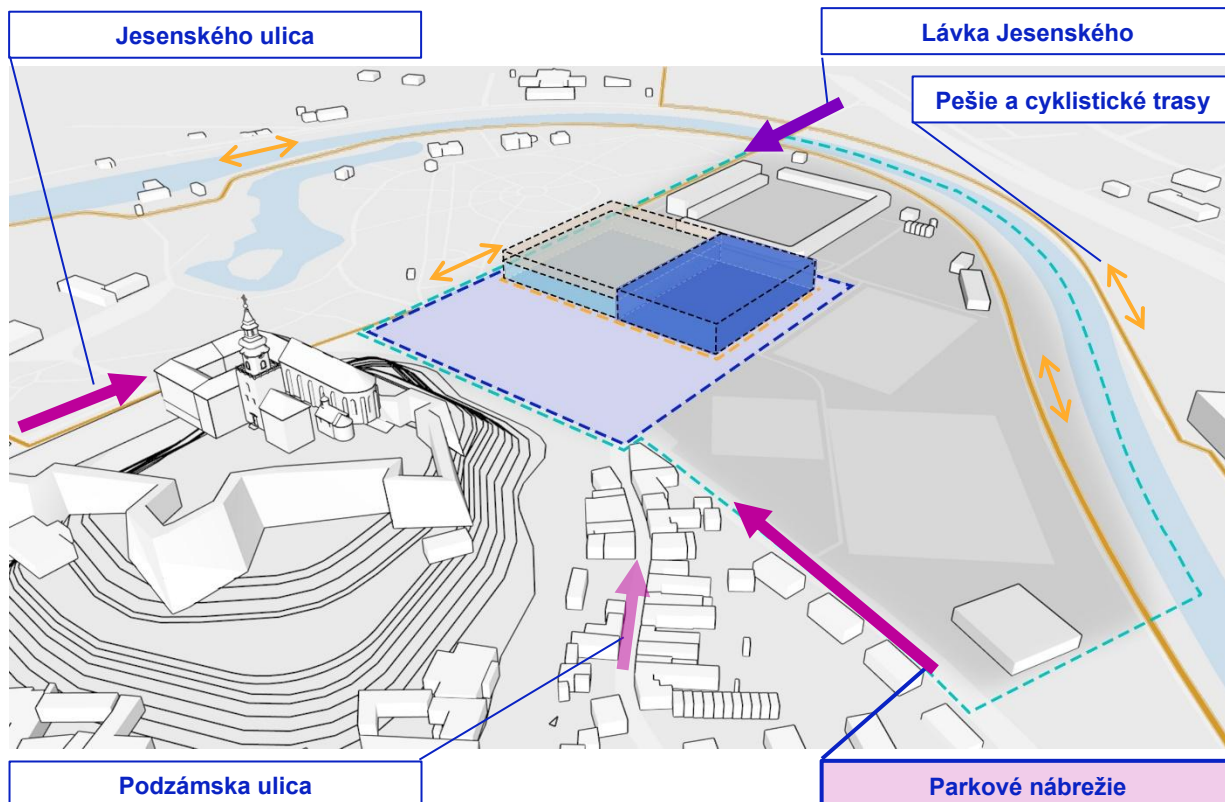 Jesenského ulica
Lávka Jesenského
Pešie a cyklistické trasy
Podzámska ulica
Parkové nábrežie